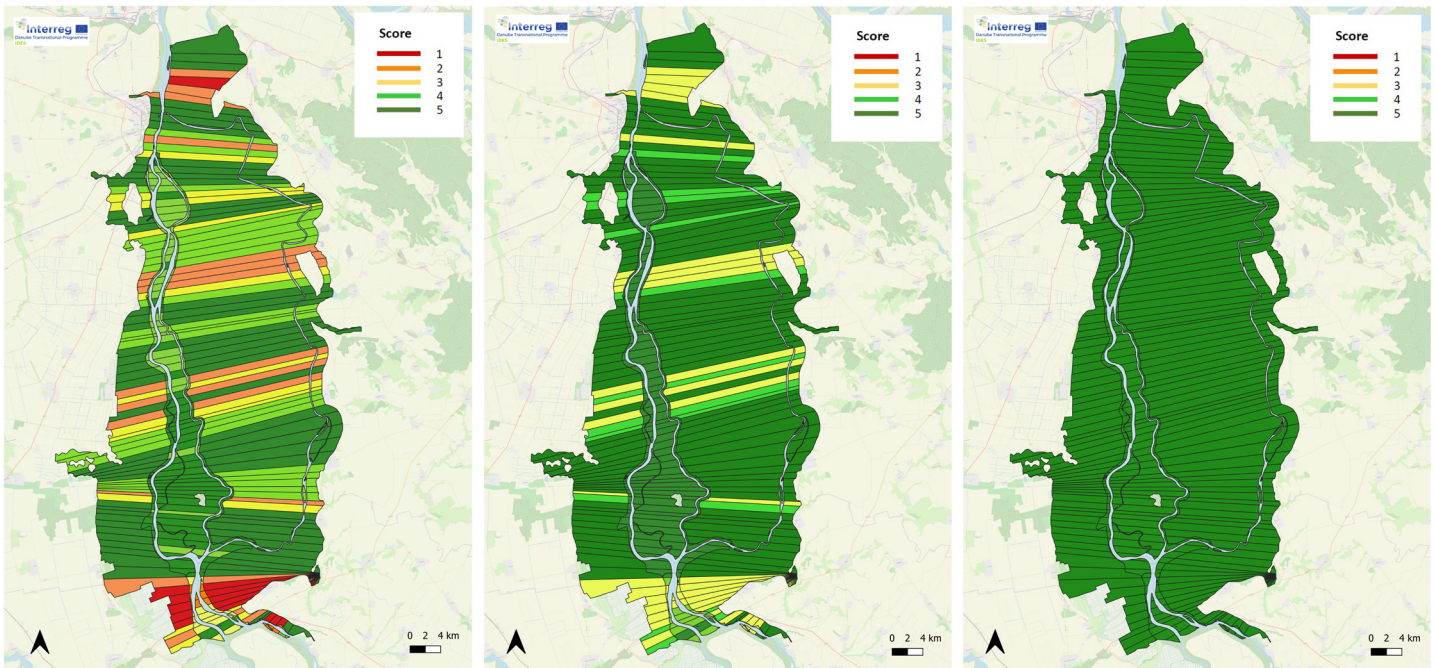 Interreg
Danube Transnational Programme
IDES
Score
1
2
3
4
5
0 2 4 km
Interreg
Danube Transnational Programme
IDES
Score
1
2
3
4
5
0 2 4 km
Interreg
Danube Transnational Programme
IDES
Score
1
2
3
4
5
0 2 4 km